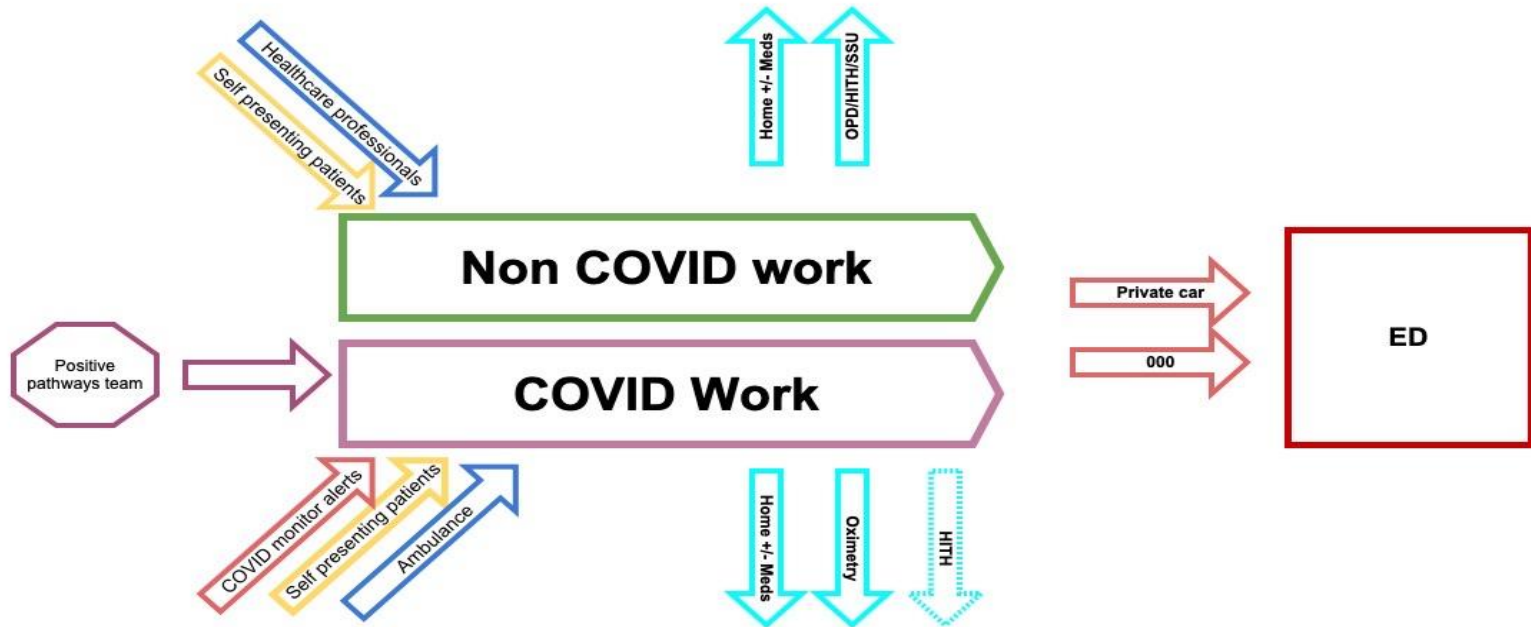 Healthcare professionals
Self presenting patients
Home +/- Meds
OPD/HITH/SSU
Non COVID work
Private car
ED
Positive
pathways team
COVID Work
000
COVID monitor alerts
Self presenting patients
Ambulance
Home +/- Meds
Oximetry
HITH